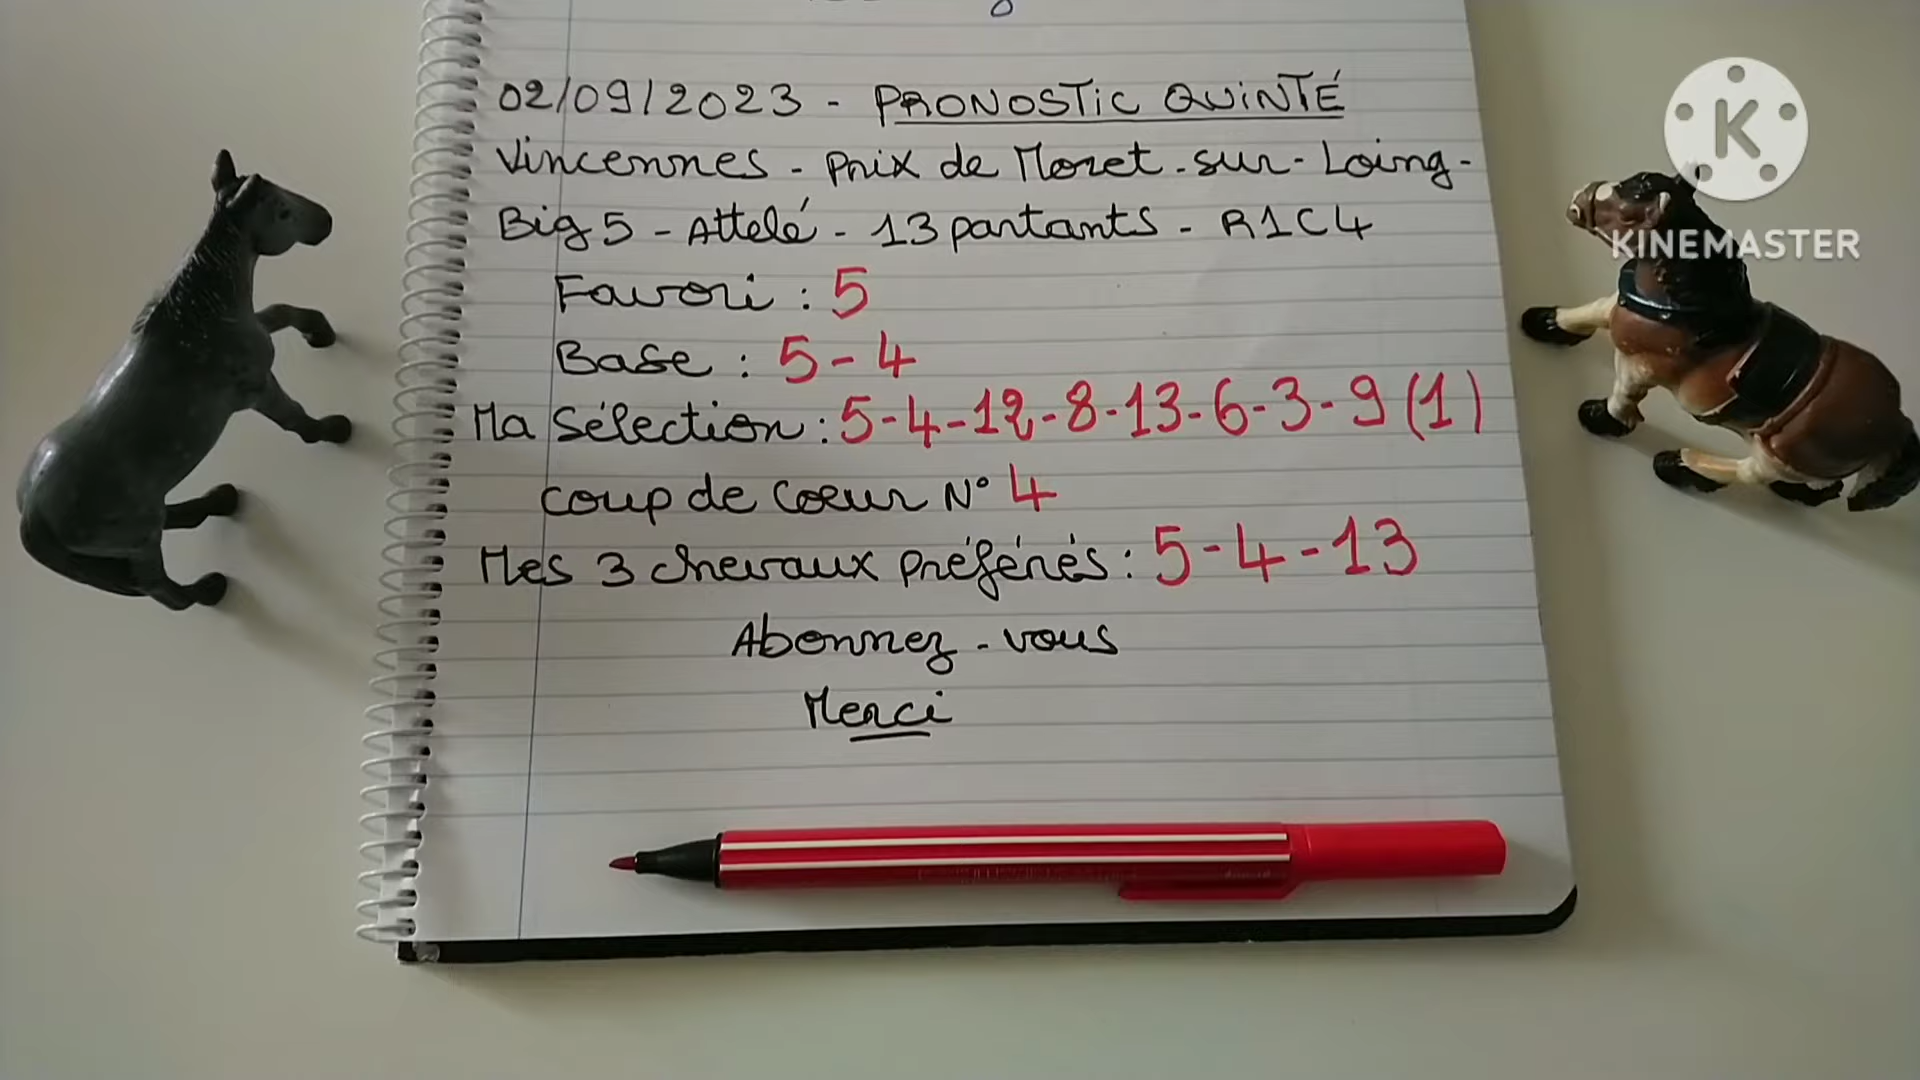 02/09/2023 - PRONOSTIC QUINTÉ
Vincennes - Prix de Moret-sur-Loing -
Big 5 - Attelé - 13 partants - R1C4
Favori : 5
Base : 5 - 4
Ma Sélection : 5-4-12-8-13-6-3-9 (1)
coup de Coeur N° 4
Mes 3 chevaux préférés : 5-4-13
Abonnez-vous
Merci
K
KINEMASTER